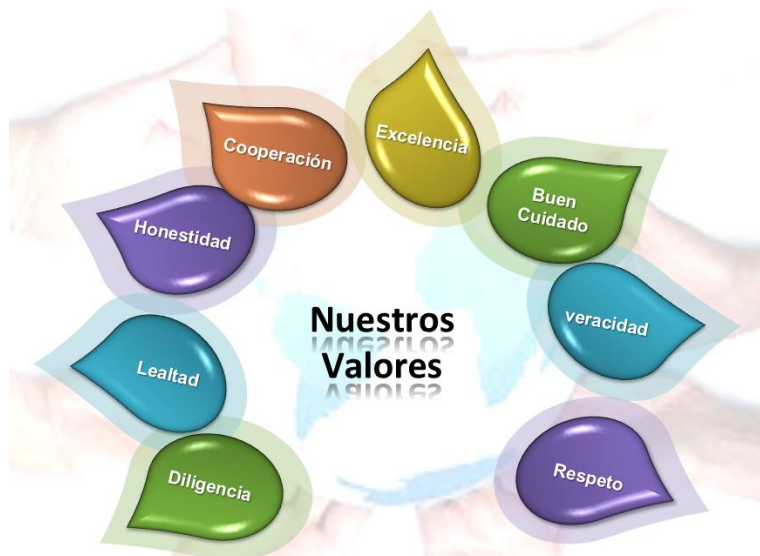 Excelencia
Cooperación
Buen
Cuidado
Honestidad
veracidad
Nuestros
Valores
Lealtad
Respeto
Diligencia